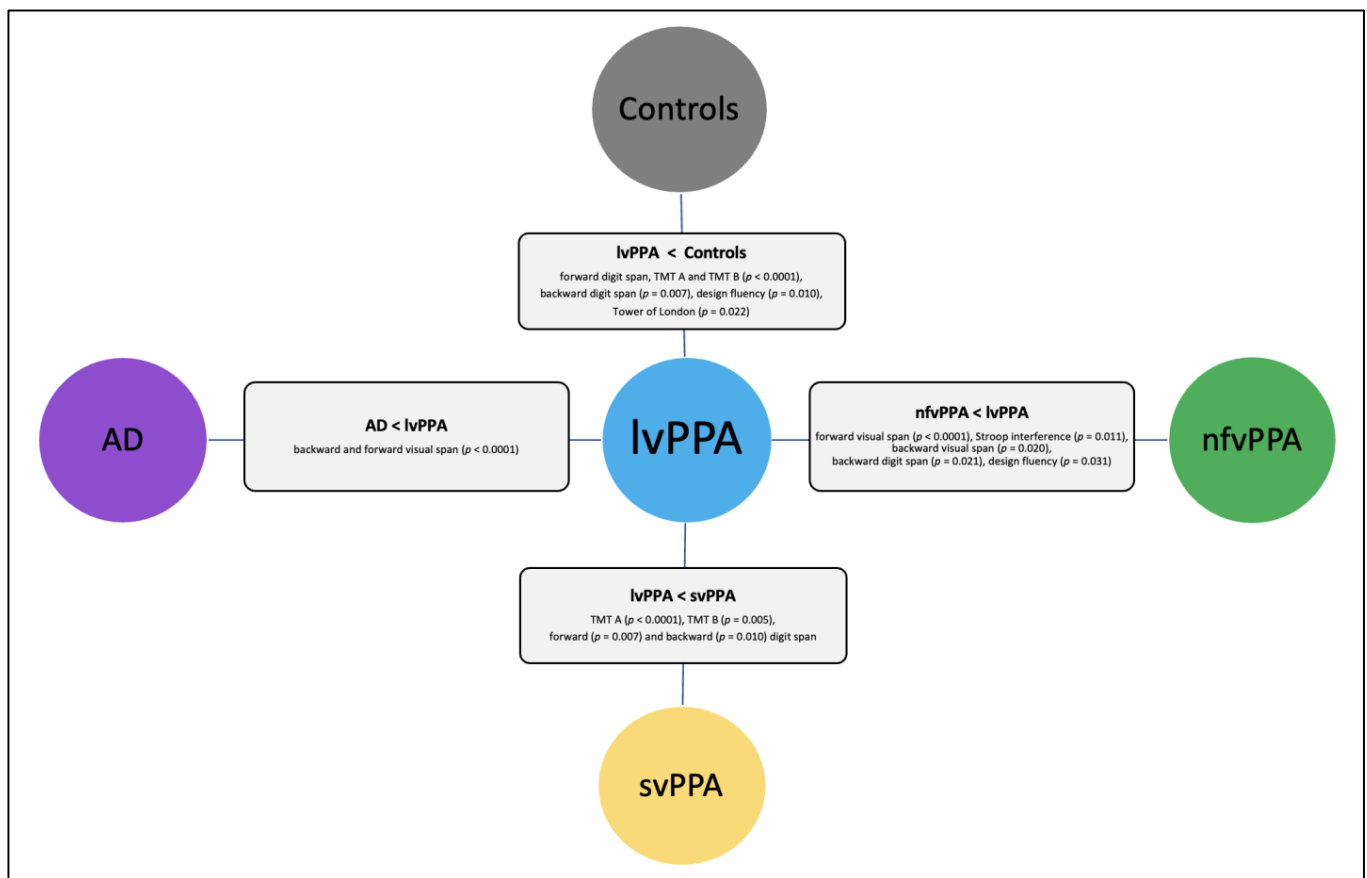 Controls
lvPPA < Controls
forward digit span, TMT A and TMT B (p < 0.0001),
backward digit span (p = 0.007), design fluency (p = 0.010),
Tower of London (p = 0.022)
AD
AD < lvPPA
backward and forward visual span (p < 0.0001)
lvPPA
nfvPPA < lvPPA
forward visual span (p < 0.0001), Stroop interference (p = 0.011),
backward visual span (p = 0.020),
backward digit span (p = 0.021), design fluency (p = 0.031)
nfvPPA
lvPPA < svPPA
TMT A (p < 0.0001), TMT B (p = 0.005),
forward (p = 0.007) and backward (p = 0.010) digit span
svPPA